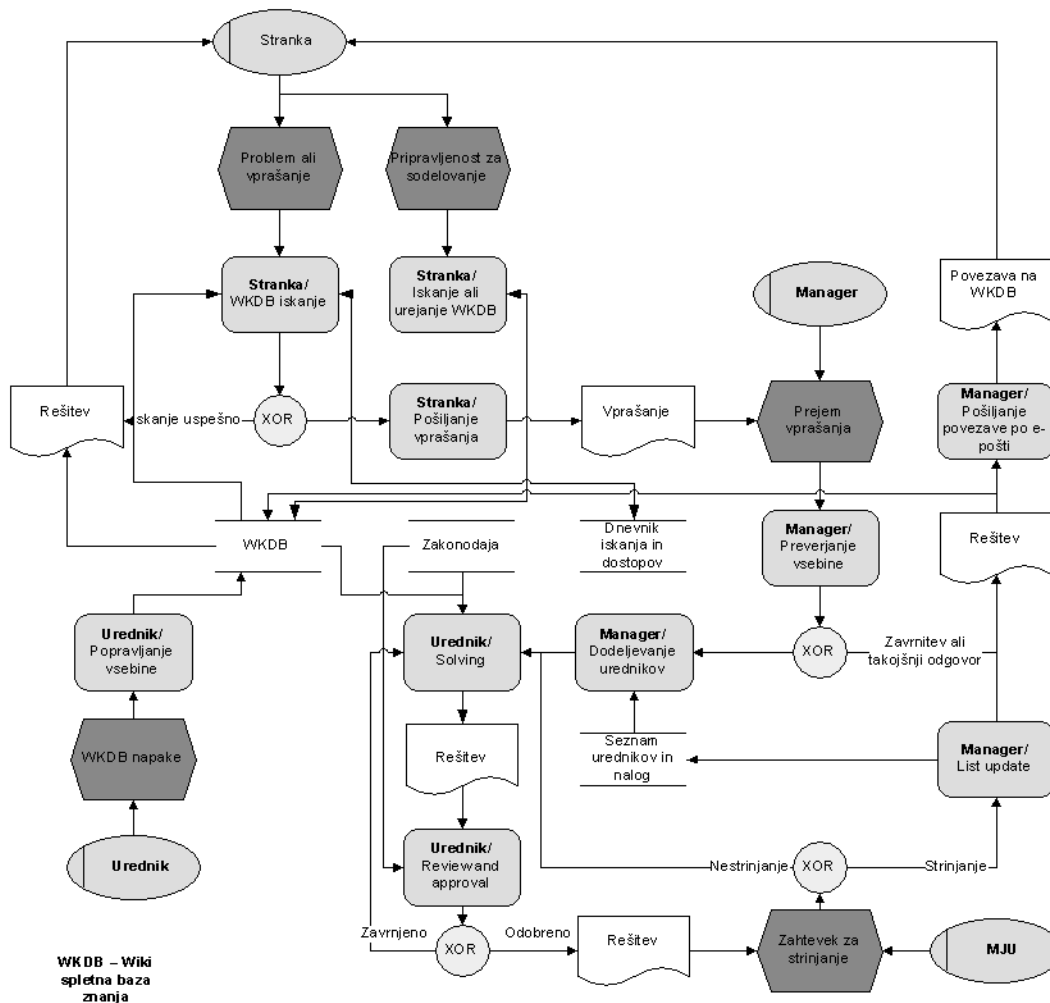 Stranka
Problem ali
vprašanje
Pripravljenost za
sodelovanje
Stranka/
WKDB iskanje
Stranka/
Iskanje ali
urejanje WKDB
Manager
Povezava na
WKDB
Rešitev
skanje uspešno
XOR
Stranka/
Pošiljanje
vprašanja
Vprašanje
Prejem
vprašanja
Manager/
Pošiljanje
povezave po e-
pošti
WKDB
Zakonodaja
Dnevnik
iskanja in
dostopov
Manager/
Preverjanje
vsebine
Rešitev
Urednik/
Popravljanje
vsebine
Urednik/
Solving
Manager/
Dodeljevanje
urednikov
XOR
Zavrnitev ali
takojšnji odgovor
WKDB napake
Rešitev
Seznam
urednikov in
nalog
Manager/
List update
Urednik
Urednik/
Reviewand
approval
Nestrinjanje
XOR
Strinjanje
Zavrnjeno
XOR
Odobreno
Rešitev
Zahtevek za
strinjanje
MJU
WKDB – Wiki
spletna baza
znanja